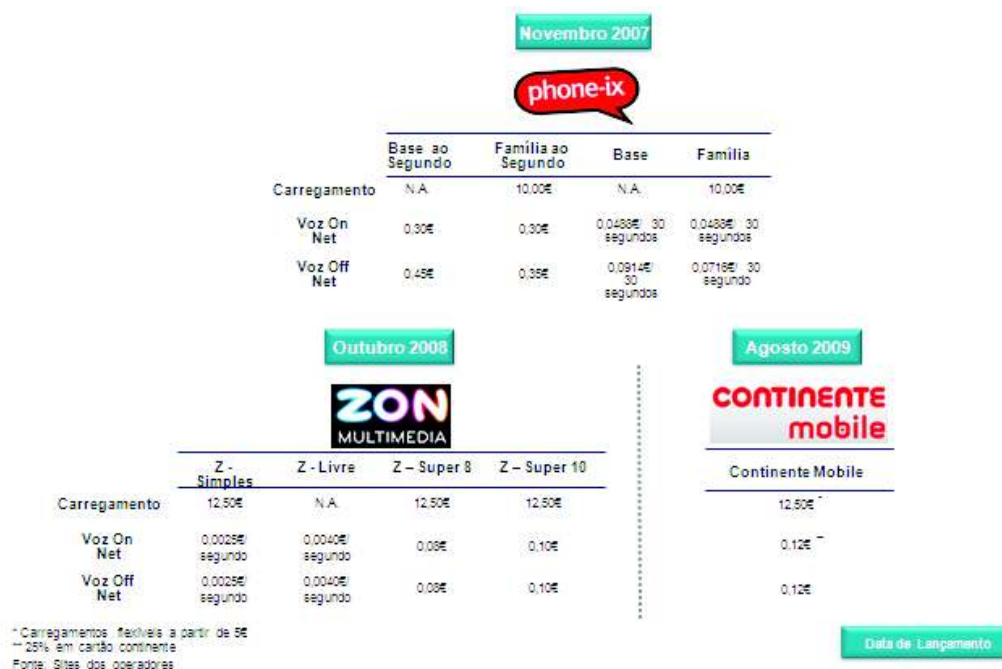 Novembro 2007
phone-ix
Base ao Segundo Família ao Segundo Base Família
Carregamento N.A. 10,00€ N.A. 10,00€
Voz On Net 0,30€ 0,30€ 0,0488€/ 30 segundos 0,0488€/ 30 segundos
Voz Off Net 0,45€ 0,35€ 0,0914€/ 30 segundos 0,0716€/ 30 segundo
Outubro 2008
ZON
MULTIMEDIA
Z - Simples Z - Livre Z – Super 8 Z – Super 10
Carregamento 12,50€ N.A. 12,50€ 12,50€
Voz On Net 0,0025€/ segundo 0,0040€/ segundo 0,08€ 0,10€
Voz Off Net 0,0025€/ segundo 0,0040€/ segundo 0,08€ 0,10€
Agosto 2009
CONTINENTE
mobile
Continente Mobile
12,50€ *
0,12€ **
0,12€
* Carregamentos flexíveis a partir de 5€
** 25% em cartão continente
Fonte: Sites dos operadores
Data de Lançamento